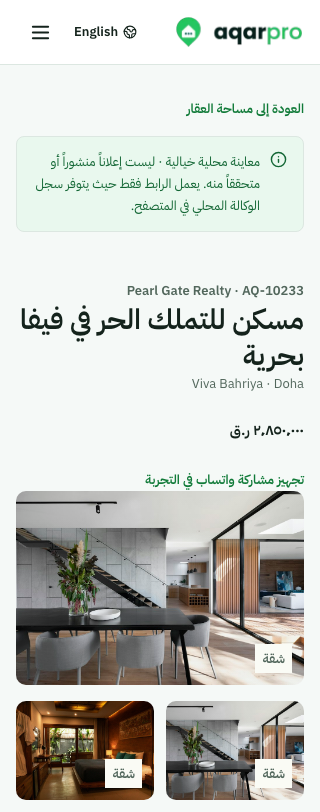 aqarpro
English
العودة إلى مساحة العقار
معاينة محلية خيالية · ليست إعلاناً منشوراً أو
متحققاً منه. يعمل الرابط فقط حيث يتوفر سجل
الوكالة المحلي في المتصفح.
Pearl Gate Realty · AQ-10233
مسكن للتملك الحر في فيفا
بحرية
Viva Bahriya · Doha
٢٬٨٥٠٬٠٠٠ ر.ق
تجهيز مشاركة واتساب في التجربة
شقة
شقة
شقة